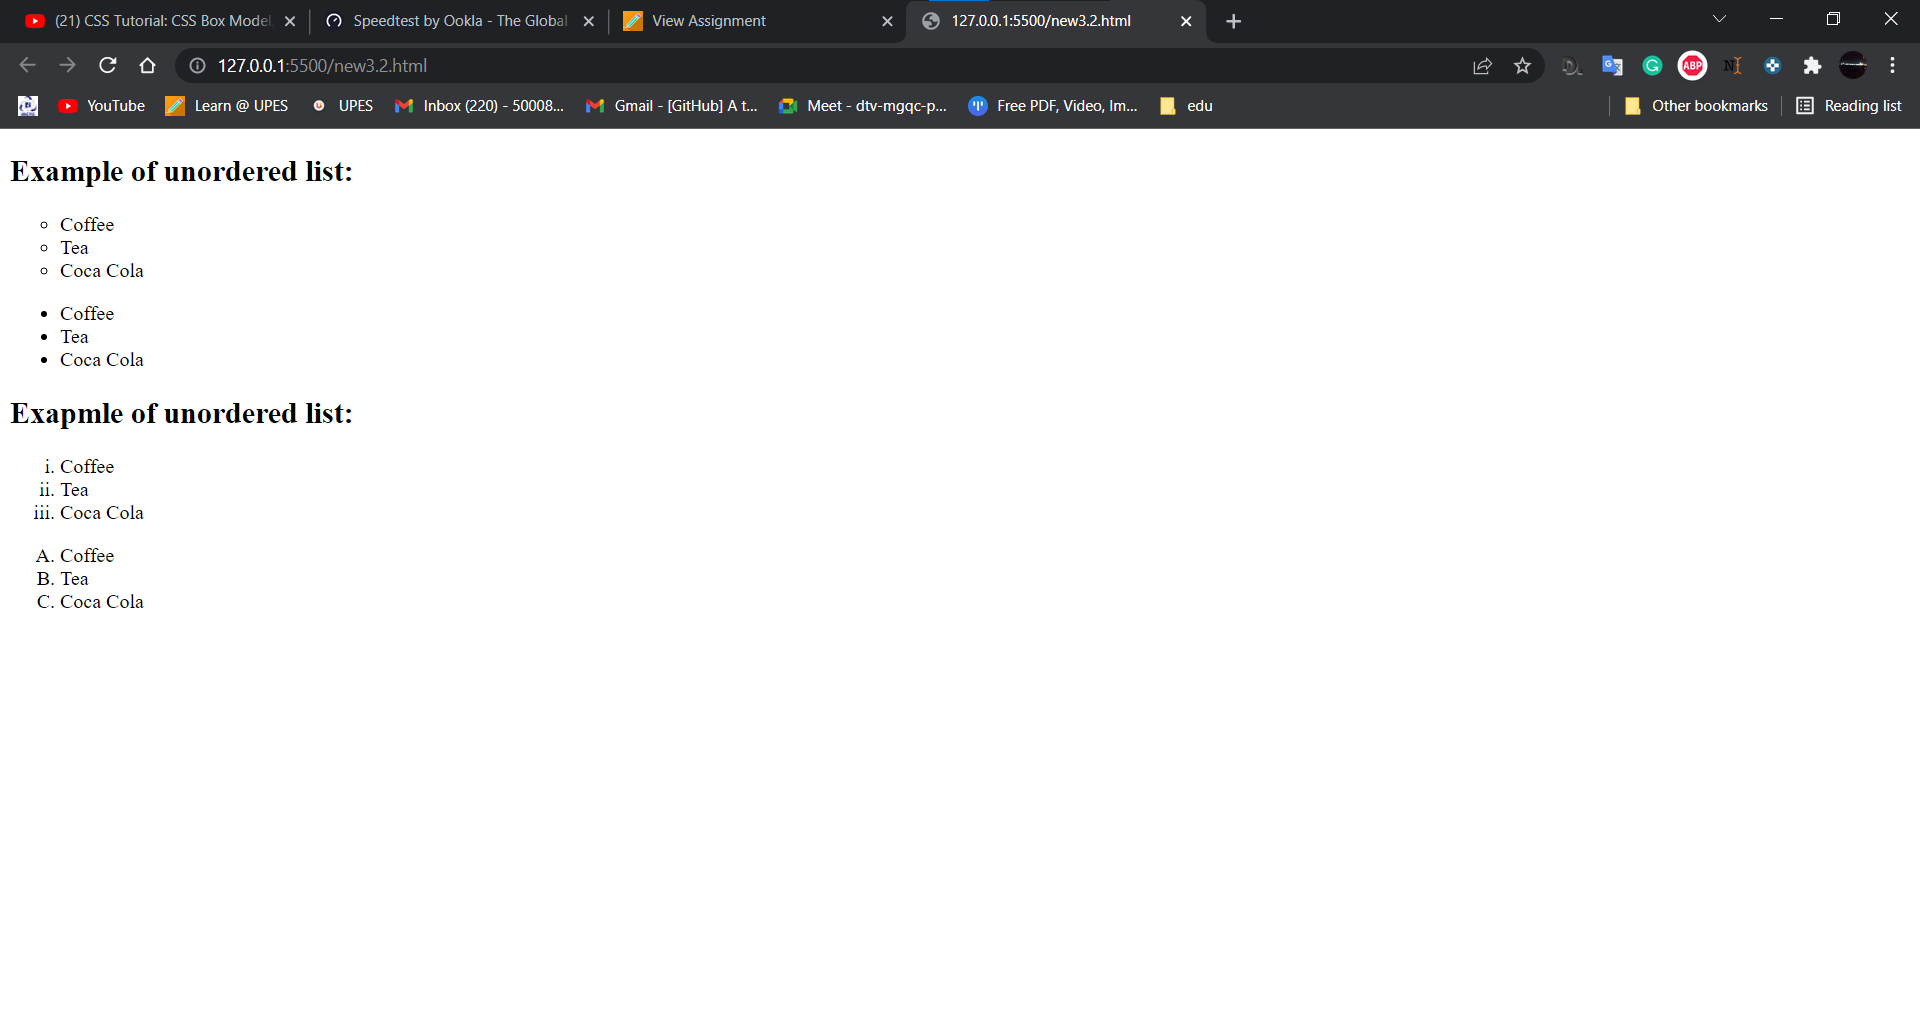 (21) CSS Tutorial: CSS Box Model,
Speedtest by Ookla - The Global
View Assignment
127.0.0.1:5500/new3.2.html
127.0.0.1:5500/new3.2.html
ABP
YouTube
Learn @ UPES
UPES
Inbox (220) - 50008...
Gmail - [GitHub] A t...
Meet - dtv-mgqc-p...
Free PDF, Video, Im...
edu
Other bookmarks
Reading list
Example of unordered list:
Coffee
Tea
Coca Cola
Coffee
Tea
Coca Cola
Exapmle of unordered list:
i. Coffee
ii. Tea
iii. Coca Cola
A. Coffee
B. Tea
C. Coca Cola